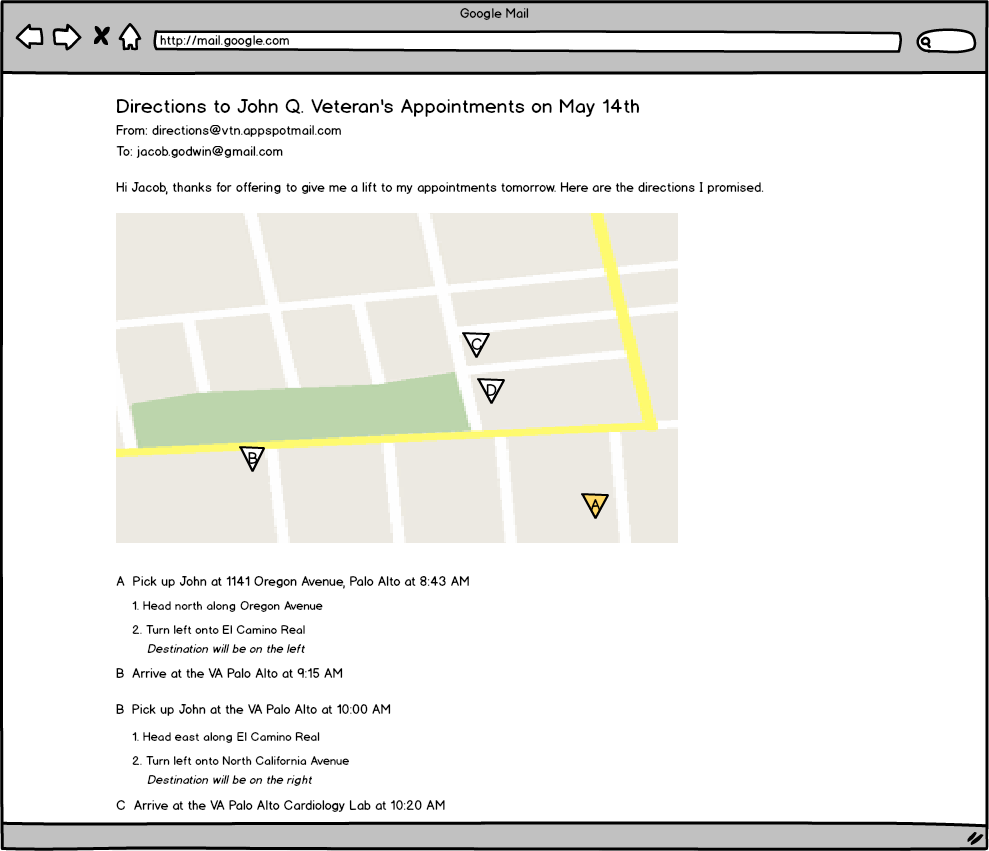 Google Mail
http://mail.google.com
Directions to John Q. Veteran's Appointments on May 14th
From: directions@vtn.appspotmail.com
To: jacob.godwin@gmail.com
Hi Jacob, thanks for offering to give me a lift to my appointments tomorrow. Here are the directions I promised.
C
D
B
A
A Pick up John at 1141 Oregon Avenue, Palo Alto at 8:43 AM
1. Head north along Oregon Avenue
2. Turn left onto El Camino Real
Destination will be on the left
B Arrive at the VA Palo Alto at 9:15 AM
B Pick up John at the VA Palo Alto at 10:00 AM
1. Head east along El Camino Real
2. Turn left onto North California Avenue
Destination will be on the right
C Arrive at the VA Palo Alto Cardiology Lab at 10:20 AM